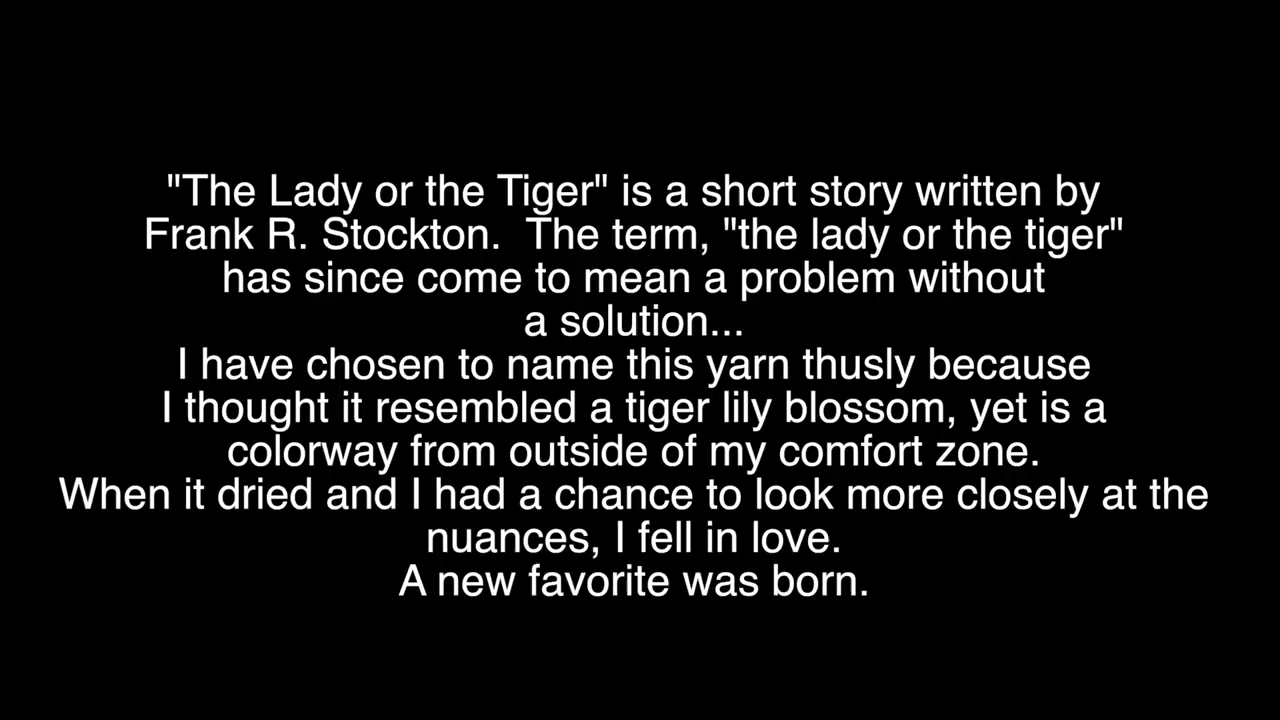 "The Lady or the Tiger" is a short story written by
Frank R. Stockton.  The term, "the lady or the tiger"
has since come to mean a problem without
a solution...
I have chosen to name this yarn thusly because
I thought it resembled a tiger lily blossom, yet is a
colorway from outside of my comfort zone.
When it dried and I had a chance to look more closely at the
nuances, I fell in love.
A new favorite was born.